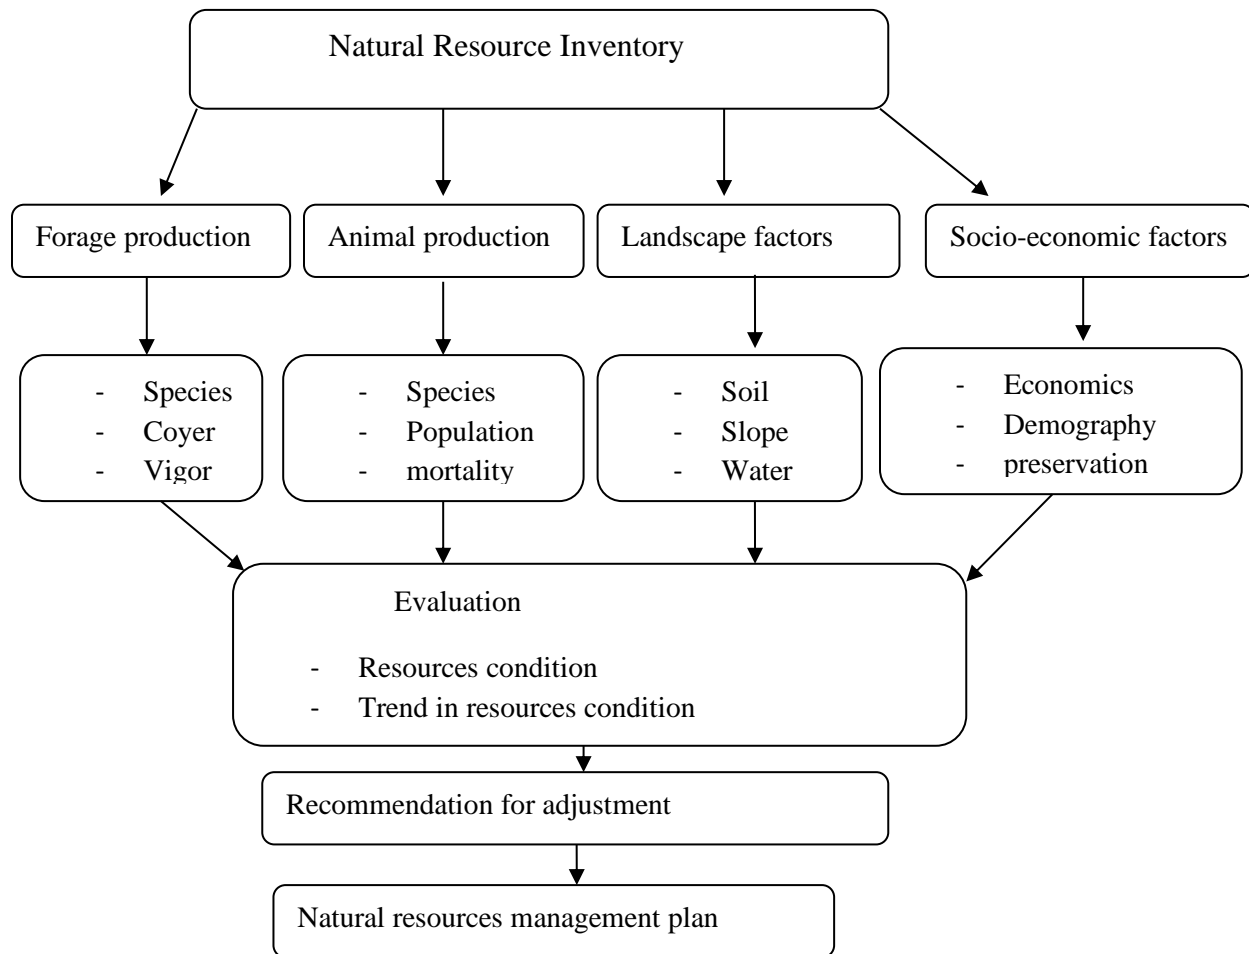 Natural Resource Inventory
Forage production
Animal production
Landscape factors
Socio-economic factors
- Species
- Coyer
- Vigor
- Species
- Population
- mortality
- Soil
- Slope
- Water
- Economics
- Demography
- preservation
Evaluation
- Resources condition
- Trend in resources condition
Recommendation for adjustment
Natural resources management plan